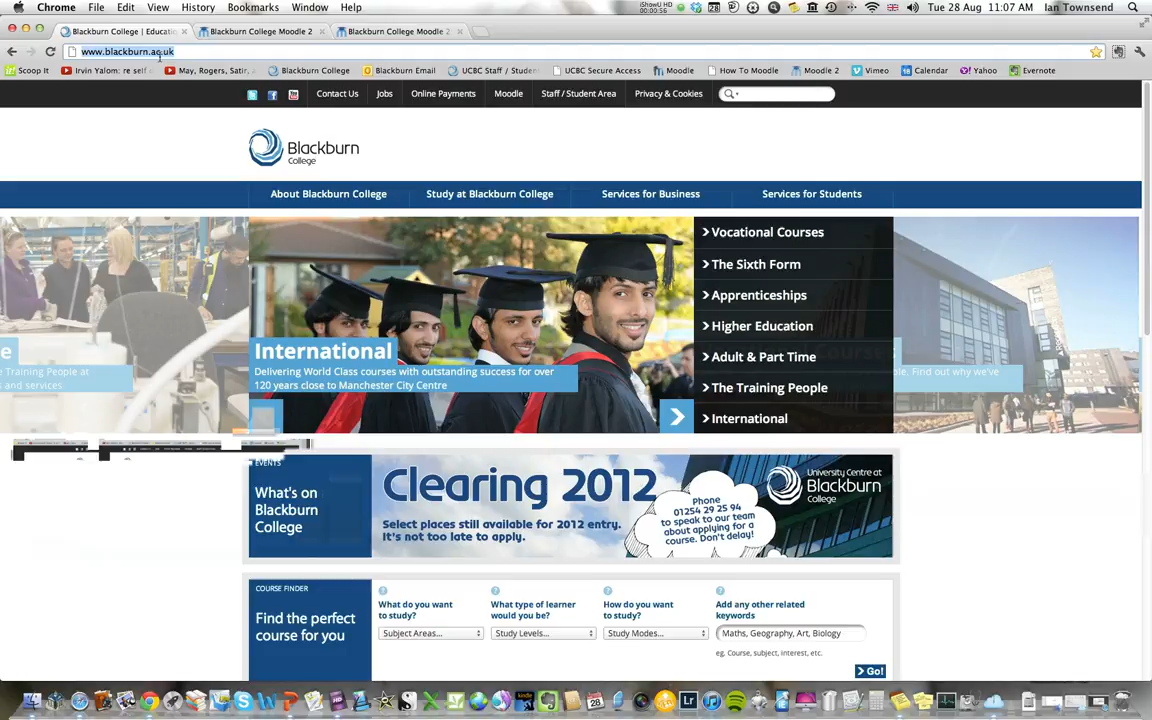 Chrome File Edit View History Bookmarks Window Help
iShowU HD
00:00:56
Tue 28 Aug 11:07 AM Ian Townsend
Blackburn College | Educatio
Blackburn College Moodle 2
Blackburn College Moodle 2
www.blackburn.ac.uk
Scoop It
Irvin Yalom: re self
May, Rogers, Satir,
Blackburn College
Blackburn Email
UCBC Staff / Studen
UCBC Secure Access
Moodle
How To Moodle
Moodle 2
Vimeo
Calendar
Yahoo
Evernote
Contact Us Jobs Online Payments Moodle Staff / Student Area Privacy & Cookies
Blackburn
College
About Blackburn College Study at Blackburn College Services for Business Services for Students
Vocational Courses
The Sixth Form
Apprenticeships
Higher Education
Adult & Part Time
The Training People
International
International
Delivering World Class courses with outstanding success for over
120 years close to Manchester City Centre
e Training People at
s and services
ple. Find out why we've
EVENTS
What's on
Blackburn
College
Clearing 2012
Select places still available for 2012 entry.
It's not too late to apply.
Phone
01254 29 25 94
to speak to our team
about applying for a
course. Don't delay!
University Centre at
Blackburn
College
COURSE FINDER
Find the perfect
course for you
What do you want
to study?
Subject Areas...
What type of learner
would you be?
Study Levels...
How do you want
to study?
Study Modes...
Add any other related
keywords
Maths, Geography, Art, Biology
eg, Course, subject, interest, etc.
Go!